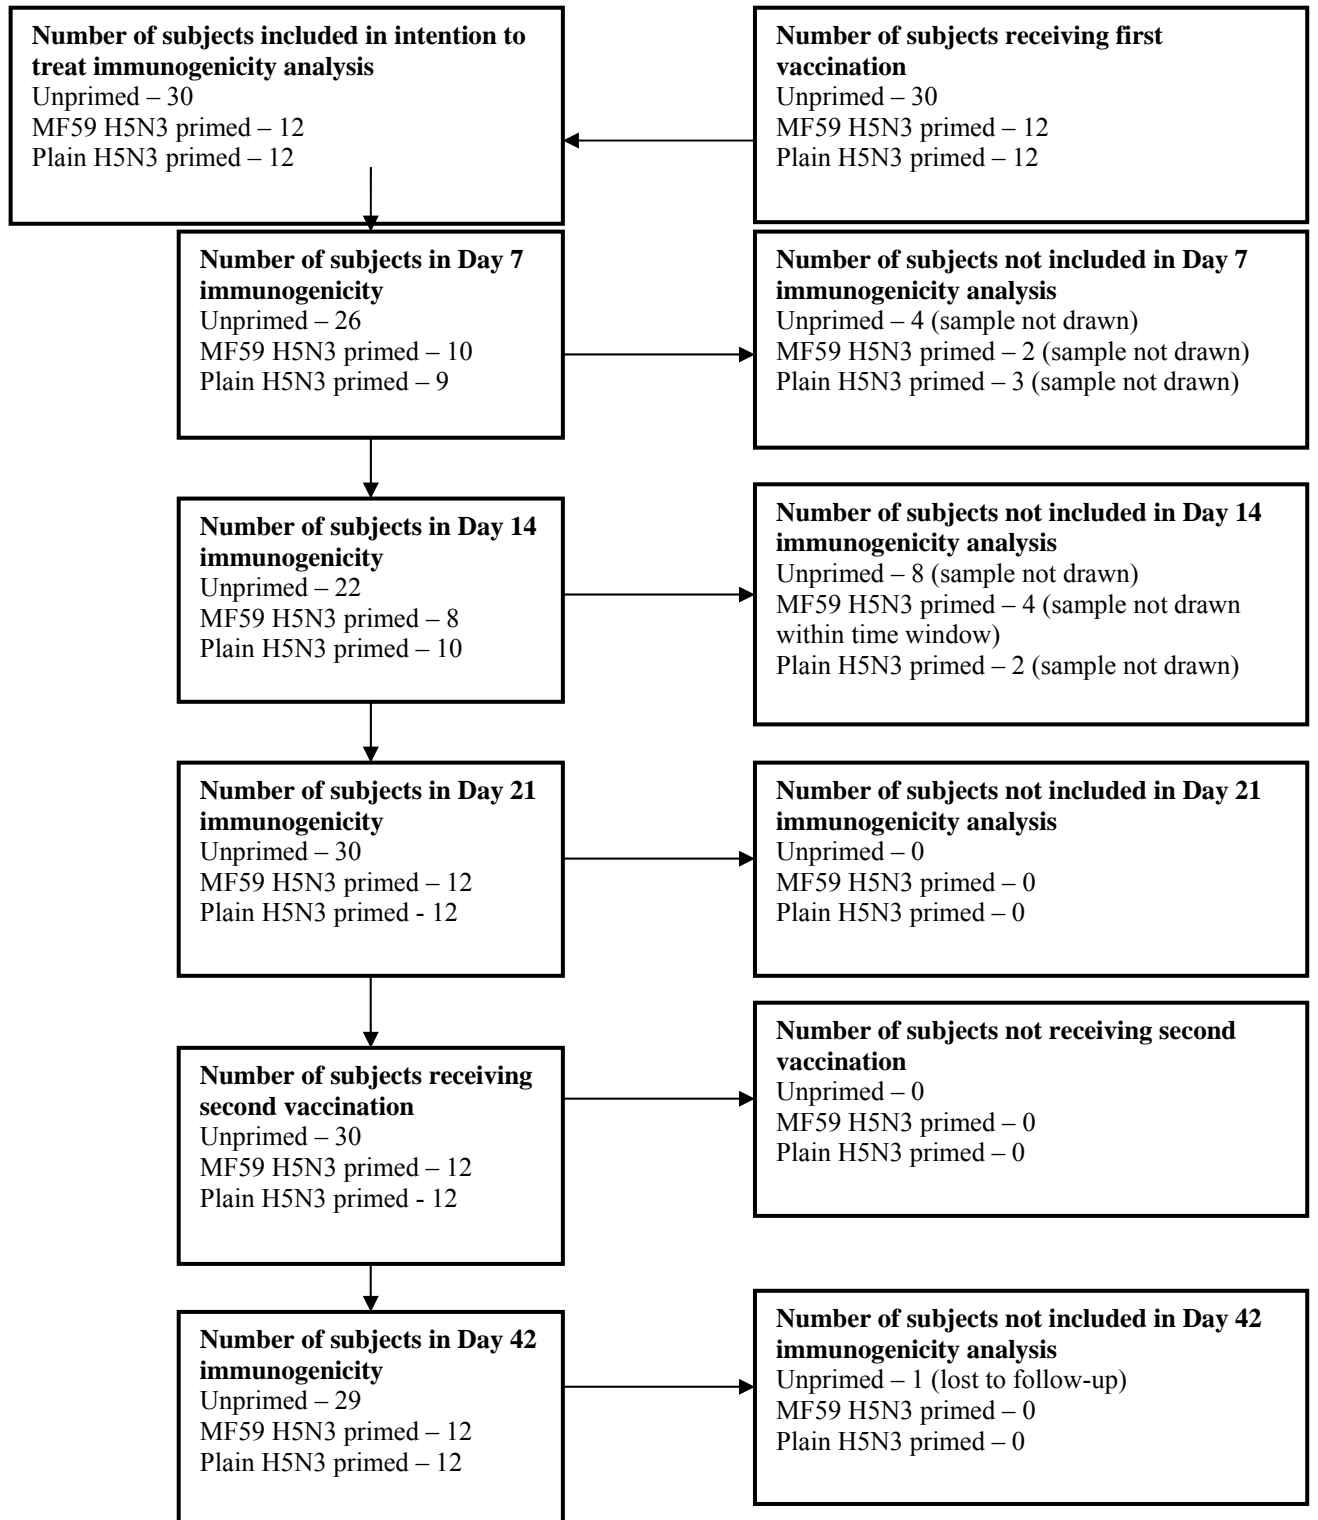 Number of subjects included in intention to
treat immunogenicity analysis
Unprimed – 30
MF59 H5N3 primed – 12
Plain H5N3 primed – 12
Number of subjects receiving first
vaccination
Unprimed – 30
MF59 H5N3 primed – 12
Plain H5N3 primed – 12
Number of subjects in Day 7
immunogenicity
Unprimed – 26
MF59 H5N3 primed – 10
Plain H5N3 primed – 9
Number of subjects not included in Day 7
immunogenicity analysis
Unprimed – 4 (sample not drawn)
MF59 H5N3 primed – 2 (sample not drawn)
Plain H5N3 primed – 3 (sample not drawn)
Number of subjects in Day 14
immunogenicity
Unprimed – 22
MF59 H5N3 primed – 8
Plain H5N3 primed – 10
Number of subjects not included in Day 14
immunogenicity analysis
Unprimed – 8 (sample not drawn)
MF59 H5N3 primed – 4 (sample not drawn
within time window)
Plain H5N3 primed – 2 (sample not drawn)
Number of subjects in Day 21
immunogenicity
Unprimed – 30
MF59 H5N3 primed – 12
Plain H5N3 primed - 12
Number of subjects not included in Day 21
immunogenicity analysis
Unprimed – 0
MF59 H5N3 primed – 0
Plain H5N3 primed – 0
Number of subjects receiving
second vaccination
Unprimed – 30
MF59 H5N3 primed – 12
Plain H5N3 primed - 12
Number of subjects not receiving second
vaccination
Unprimed – 0
MF59 H5N3 primed – 0
Plain H5N3 primed – 0
Number of subjects in Day 42
immunogenicity
Unprimed – 29
MF59 H5N3 primed – 12
Plain H5N3 primed – 12
Number of subjects not included in Day 42
immunogenicity analysis
Unprimed – 1 (lost to follow-up)
MF59 H5N3 primed – 0
Plain H5N3 primed – 0